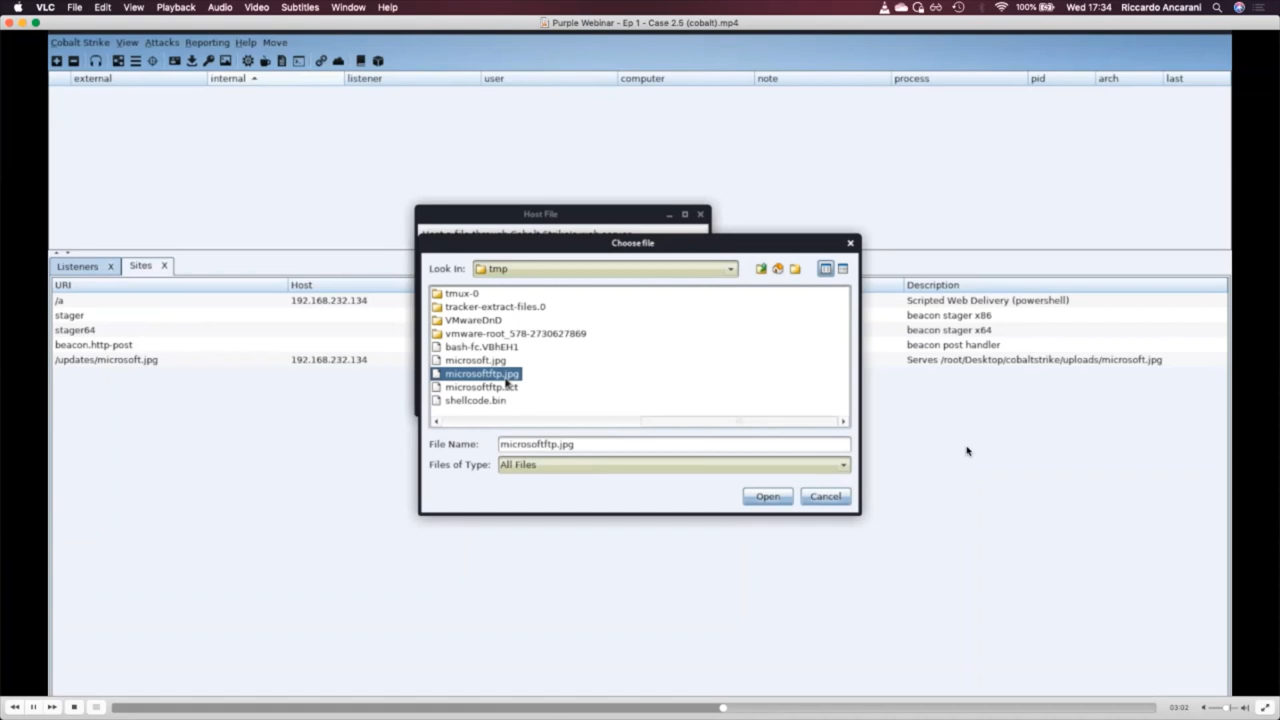 VLC File Edit View Playback Audio Video Subtitles Window Help 100% Wed 17:34 Riccardo Ancarani
Purple Webinar - Ep 1 - Case 2.5 (cobalt).mp4
Cobalt Strike View Attacks Reporting Help Move
external internal listener user computer note process pid arch last
Host File
Choose file
Look In: tmp
tmux-0
tracker-extract-files.0
VMwareDnD
vmware-root_578-2730627869
bash-fc.VBhEH1
microsoft.jpg
microsoftftp.jpg
microsoftftp.sct
shellcode.bin
File Name: microsoftftp.jpg
Files of Type: All Files
Open Cancel
Listeners X Sites X
URI Host Description
/a 192.168.232.134 Scripted Web Delivery (powershell)
stager beacon stager x86
stager64 beacon stager x64
beacon.http-post beacon post handler
/updates/microsoft.jpg 192.168.232.134 Serves /root/Desktop/cobaltstrike/uploads/microsoft.jpg
03:02